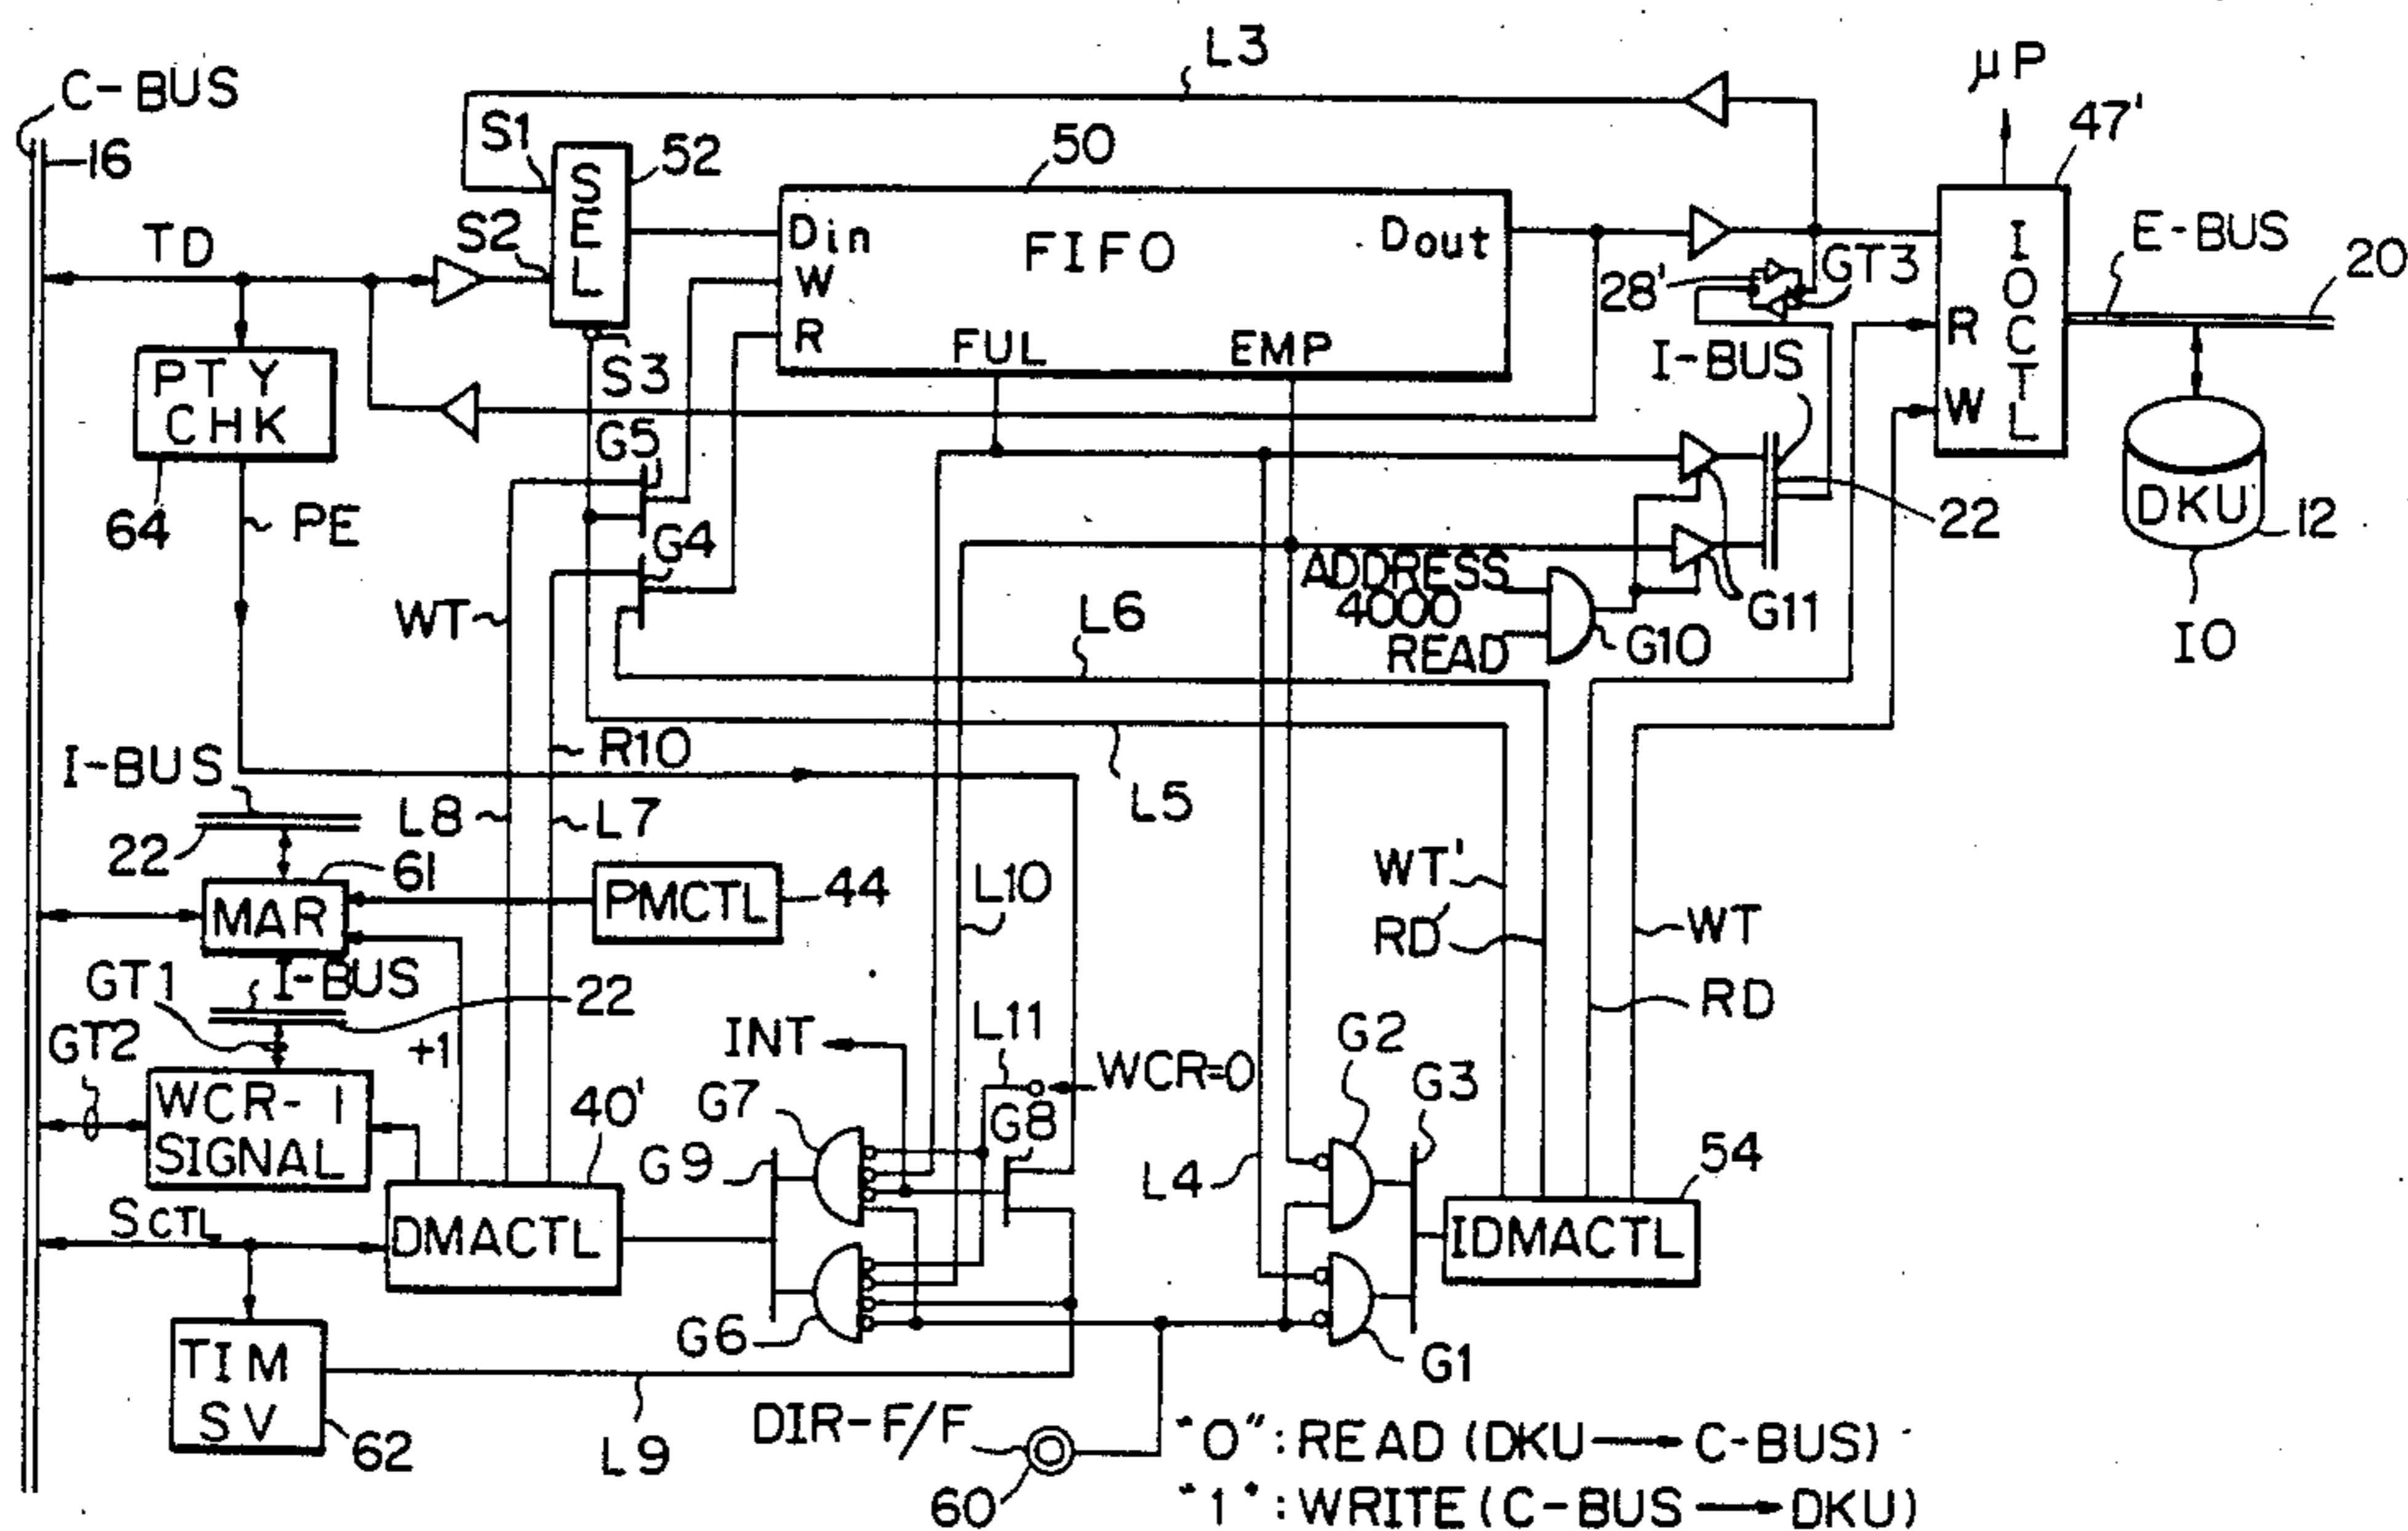 L3
μP
C-BUS
47'
S1
52
50
16
S
E
L
Din
FIFO
Dout
I
O
C
T
L
E-BUS
20
TD
S2
W
28'
GT3
R
R
FUL
EMP
I-BUS
S3
W
PTY
CHK
G5
DKU
64
PE
G4
22
12
ADDRESS
4000
READ
G10
G11
IO
WT
L6
R10
I-BUS
L5
L8
L7
22
61
L10
WT'
MAR
PMCTL
44
RD'
WT
GT1
I-BUS
22
RD
GT2
+1
INT
L11
G2
WCR=0
G3
WCR-1
SIGNAL
40'
G7
G8
G9
L4
54
SCTL
DMACTL
IDMACTL
G6
G1
TIM
SV
62
L9
DIR-F/F
60
"0": READ (DKU → C-BUS)
"1": WRITE (C-BUS → DKU)